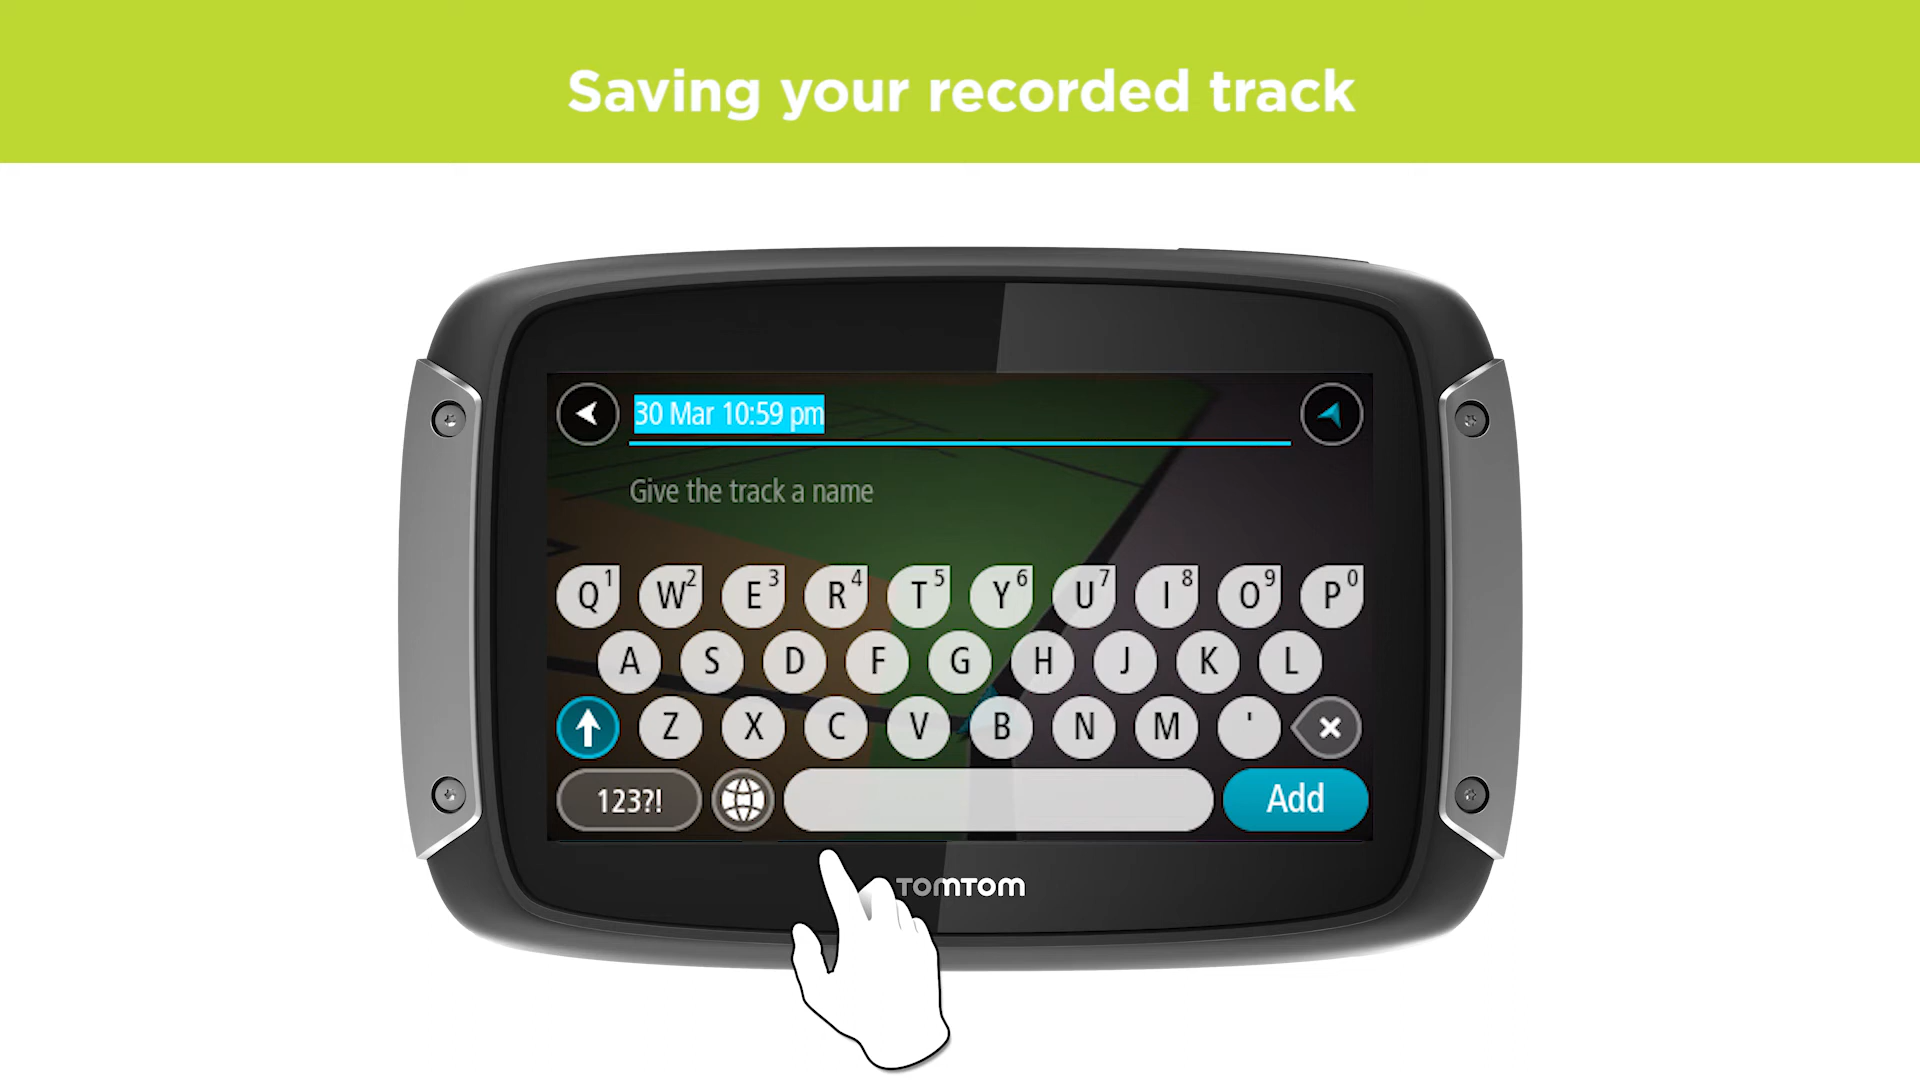 Saving your recorded track
30 Mar 10:59 pm
Give the track a name
Q1 W2 E3 R4 T5 Y6 U7 I8 O9 P0
A S D F G H J K L
Z X C V B N M '
123?! Add
TOMTOM